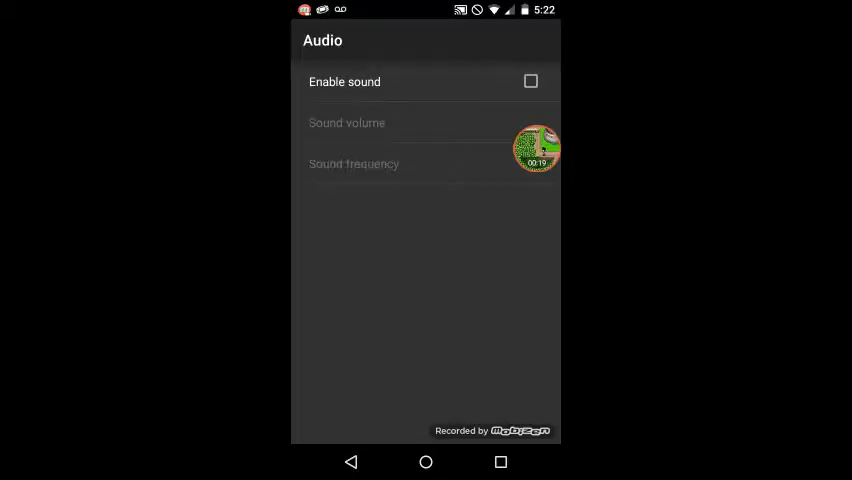 5:22
Audio
Enable sound
Sound volume
Sound frequency
00:19
Recorded by mobizen